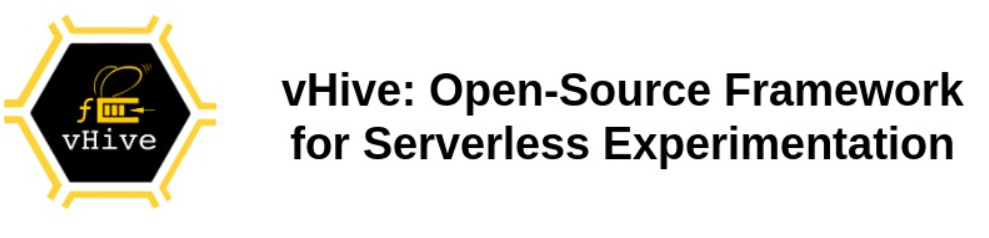 f
vHive
vHive: Open-Source Framework
for Serverless Experimentation